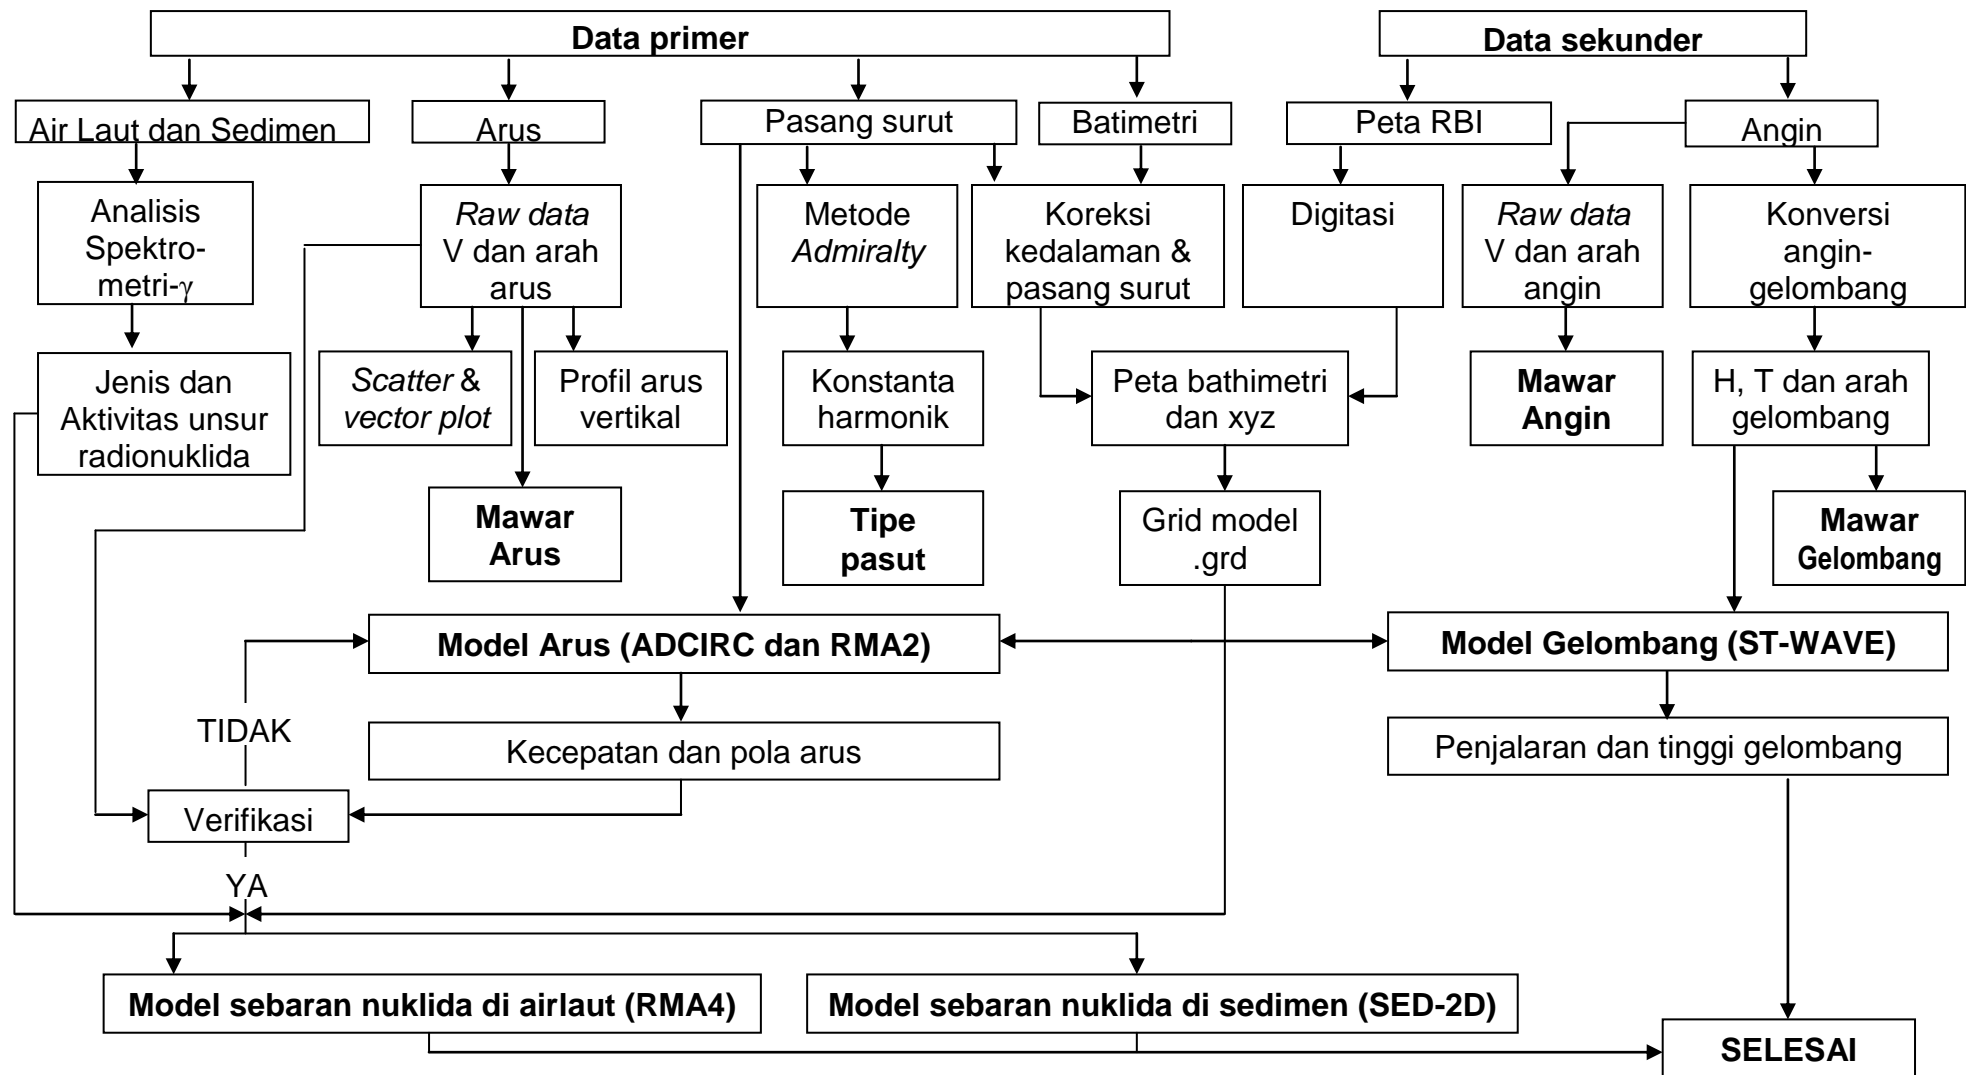 Data primer
Data sekunder
Air Laut dan Sedimen
Arus
Pasang surut
Batimetri
Peta RBI
Angin
Analisis
Spektro-
metri-γ
Raw data
V dan arah
arus
Metode
Admiralty
Koreksi
kedalaman &
pasang surut
Digitasi
Raw data
V dan arah
angin
Konversi
angin-
gelombang
Jenis dan
Aktivitas unsur
radionuklida
Scatter &
vector plot
Profil arus
vertikal
Konstanta
harmonik
Peta bathimetri
dan xyz
Mawar
Angin
H, T dan arah
gelombang
Mawar
Arus
Tipe
pasut
Grid model
.grd
Mawar
Gelombang
Model Arus (ADCIRC dan RMA2)
Model Gelombang (ST-WAVE)
TIDAK
Kecepatan dan pola arus
Penjalaran dan tinggi gelombang
Verifikasi
YA
Model sebaran nuklida di airlaut (RMA4)
Model sebaran nuklida di sedimen (SED-2D)
SELESAI